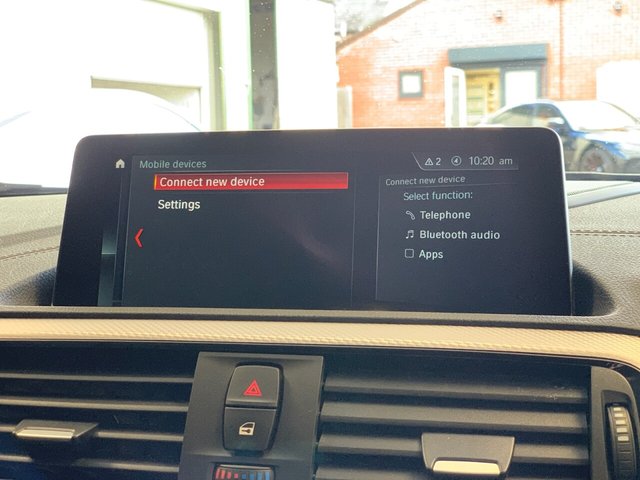 Mobile devices
2 10:20 am
Connect new device
Settings
Connect new device
Select function:
Telephone
Bluetooth audio
Apps